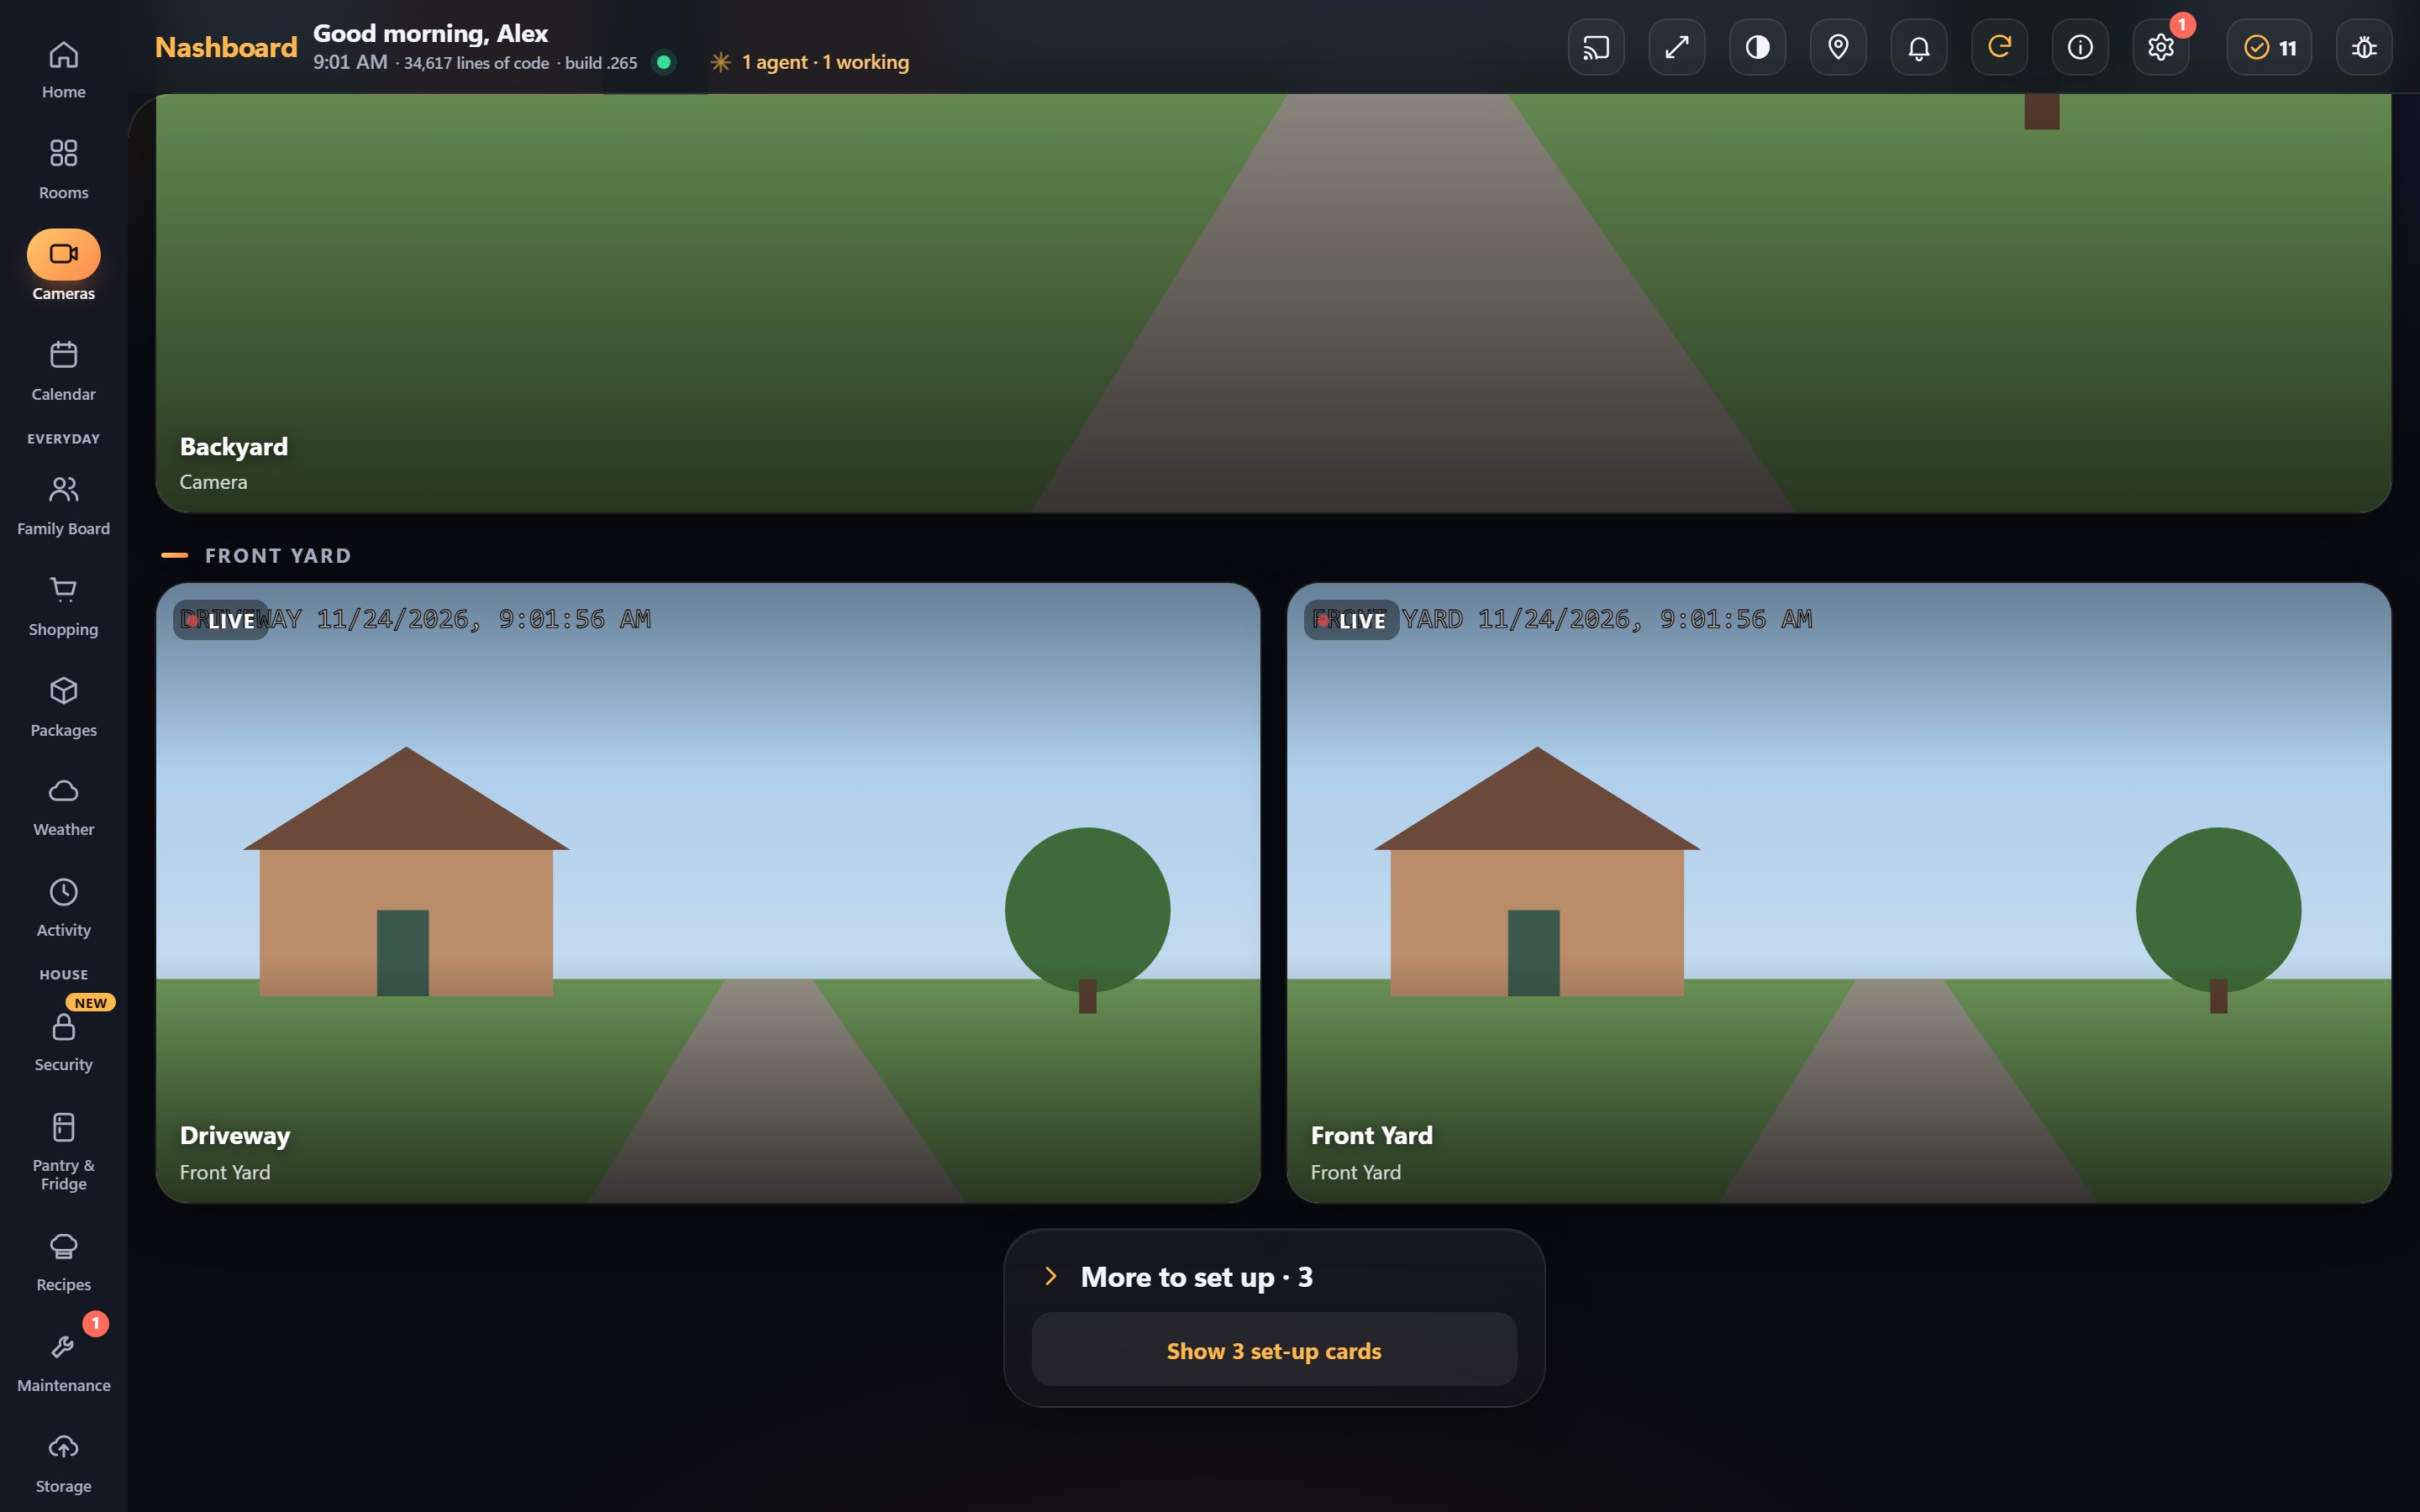 Nashboard
Good morning, Alex
9:01 AM · 34,617 lines of code · build .265
1 agent · 1 working
1
11
Home
Rooms
Cameras
Calendar
EVERYDAY
Family Board
Shopping
Packages
Weather
Activity
HOUSE
NEW
Security
Pantry &
Fridge
Recipes
1
Maintenance
Storage
Backyard
Camera
FRONT YARD
LIVE
DRIVEWAY 11/24/2026, 9:01:56 AM
Driveway
Front Yard
LIVE
FRONT YARD 11/24/2026, 9:01:56 AM
Front Yard
Front Yard
More to set up · 3
Show 3 set-up cards